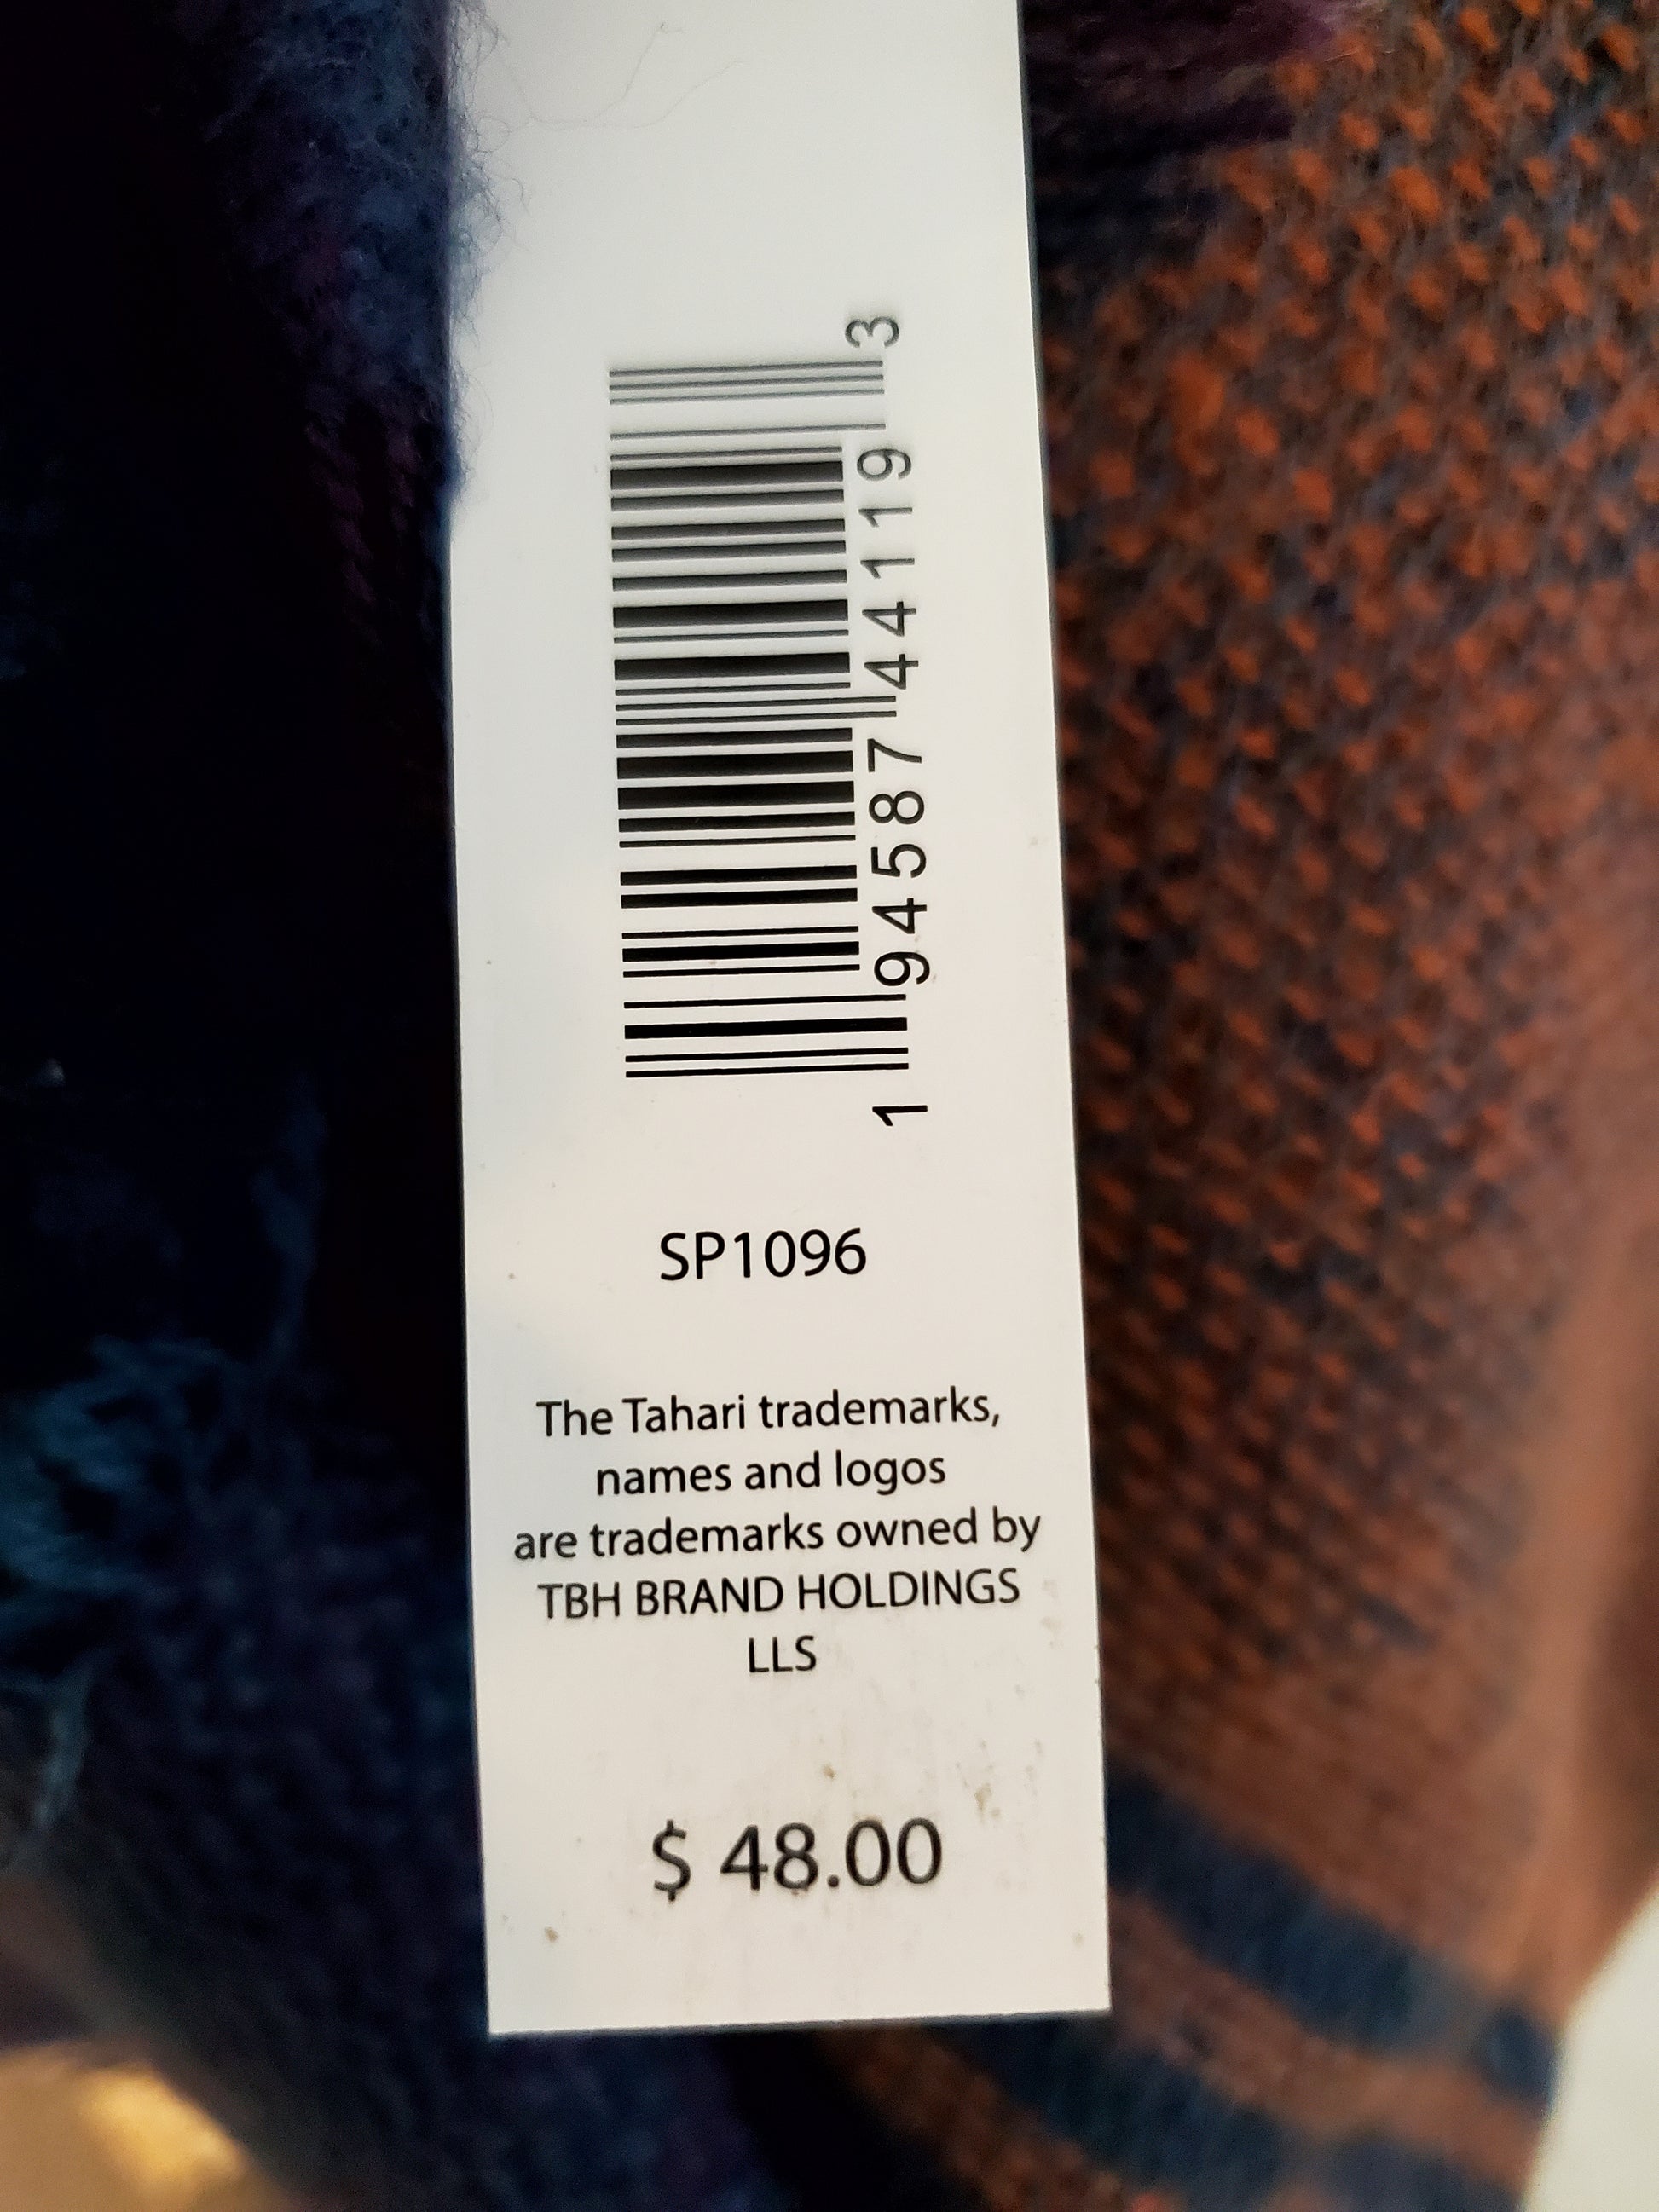 1 94587 44119 3
SP1096
The Tahari trademarks,
names and logos
are trademarks owned by
TBH BRAND HOLDINGS
LLS
$ 48.00